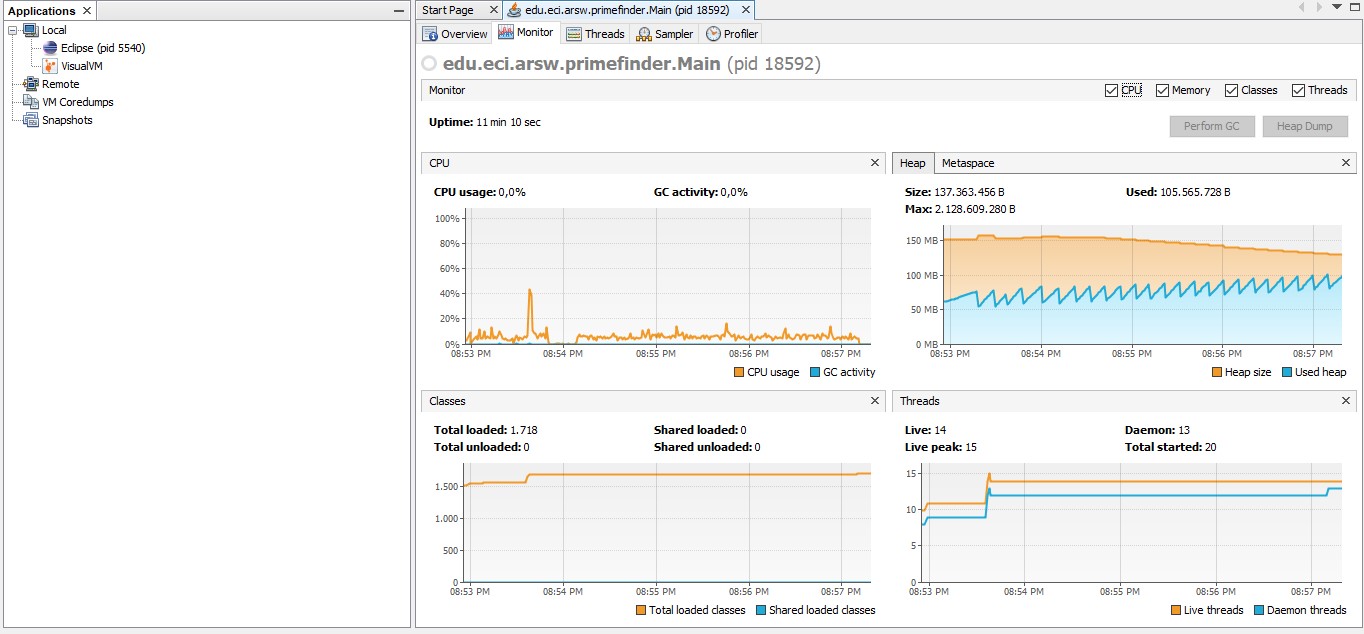 Applications
Local
Eclipse (pid 5540)
VisualVM
Remote
VM Coredumps
Snapshots
Start Page edu.eci.arsw.primefinder.Main (pid 18592)
Overview Monitor Threads Sampler Profiler
edu.eci.arsw.primefinder.Main (pid 18592)
Monitor CPU Memory Classes Threads
Uptime: 11 min 10 sec Perform GC Heap Dump
CPU
CPU usage: 0,0% GC activity: 0,0%
100%
80%
60%
40%
20%
0%
08:53 PM 08:54 PM 08:55 PM 08:56 PM 08:57 PM
CPU usage GC activity
Heap Metaspace
Size: 137.363.456 B Used: 105.565.728 B
Max: 2.128.609.280 B
150 MB
100 MB
50 MB
0 MB
08:53 PM 08:54 PM 08:55 PM 08:56 PM 08:57 PM
Heap size Used heap
Classes
Total loaded: 1.718 Shared loaded: 0
Total unloaded: 0 Shared unloaded: 0
1.500
1.000
500
0
08:53 PM 08:54 PM 08:55 PM 08:56 PM 08:57 PM
Total loaded classes Shared loaded classes
Threads
Live: 14 Daemon: 13
Live peak: 15 Total started: 20
15
10
5
0
08:53 PM 08:54 PM 08:55 PM 08:56 PM 08:57 PM
Live threads Daemon threads